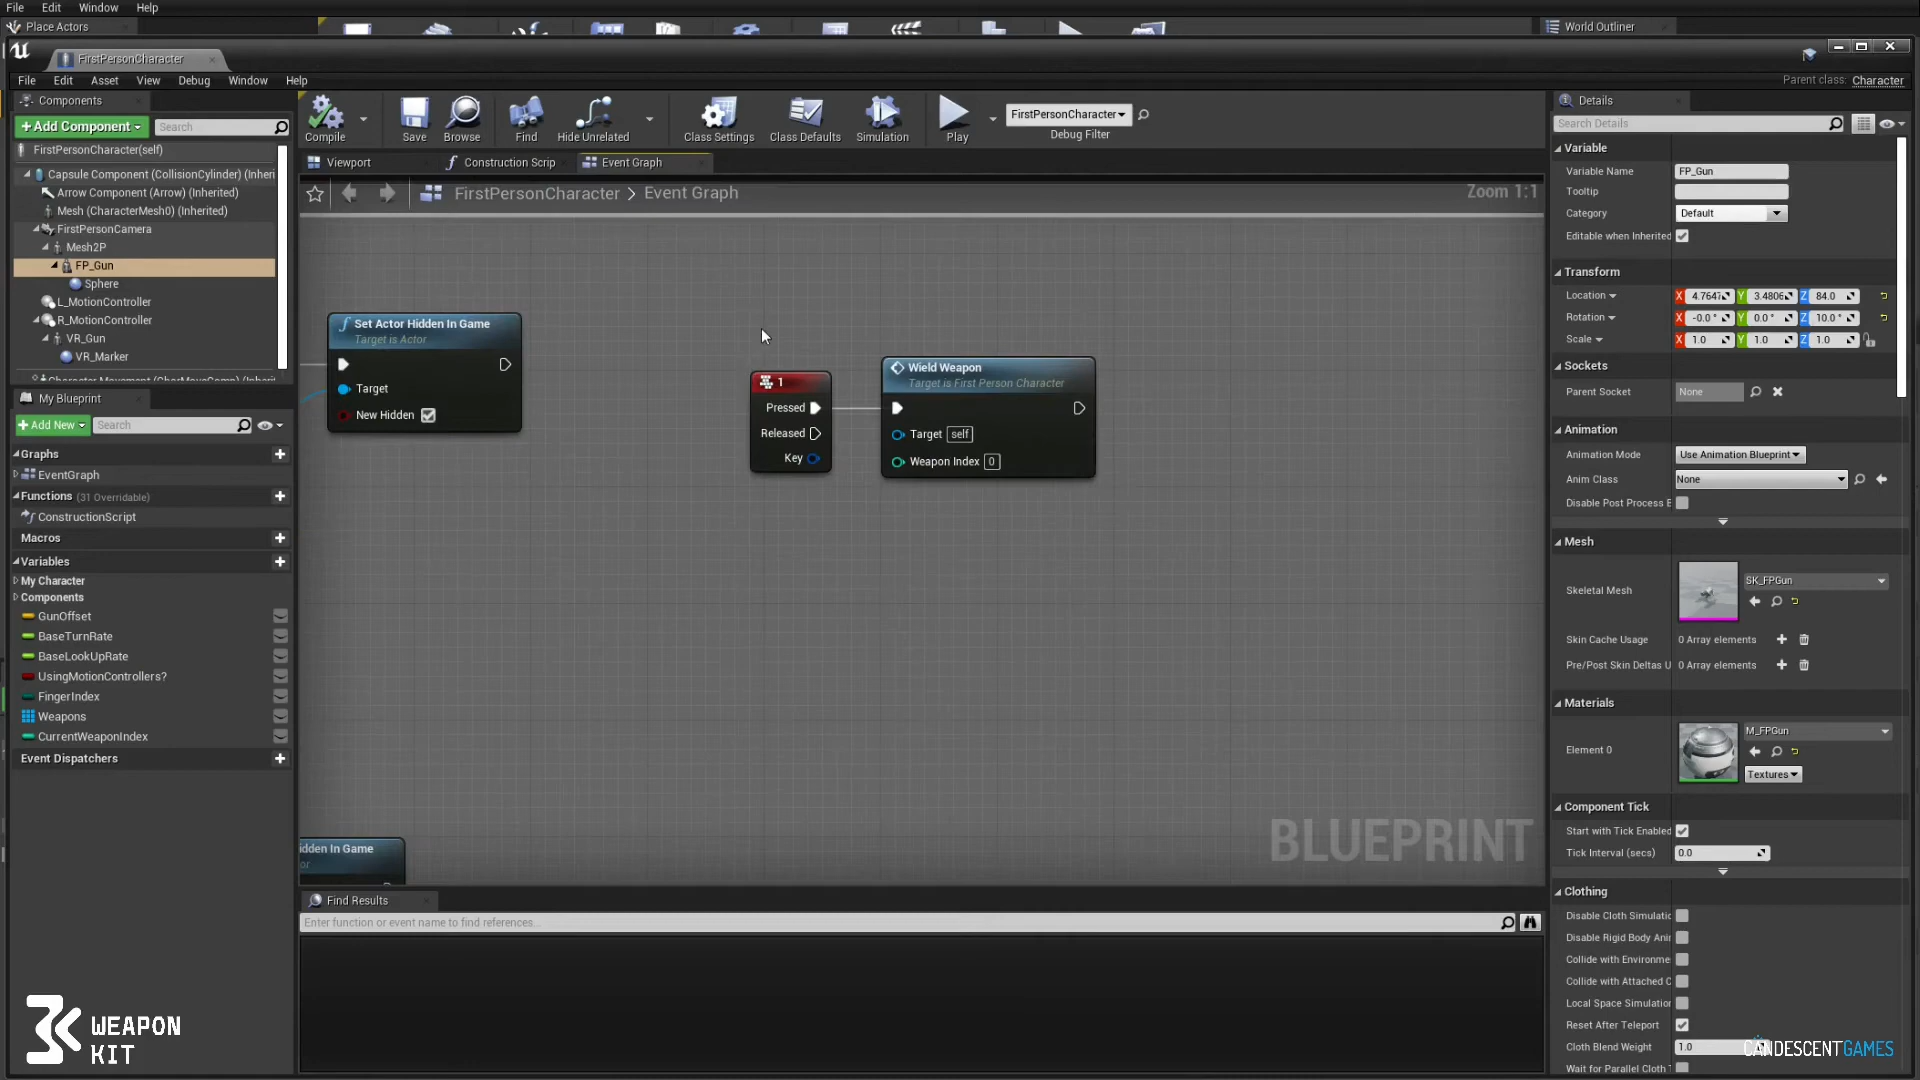 File Edit Window Help
Place Actors
World Outliner
FirstPersonCharacter
File Edit Asset View Debug Window Help
Parent class: Character
Components
+Add Component
Search
FirstPersonCharacter(self)
Capsule Component (CollisionCylinder) (Inheri
Arrow Component (Arrow) (Inherited)
Mesh (CharacterMesh0) (Inherited)
FirstPersonCamera
Mesh2P
FP_Gun
Sphere
L_MotionController
R_MotionController
VR_Gun
VR_Marker
Character Movement (CharMoveComp) (Inherit
My Blueprint
+Add New
Search
Graphs
EventGraph
Functions (31 Overridable)
ConstructionScript
Macros
Variables
My Character
Components
GunOffset
BaseTurnRate
BaseLookUpRate
UsingMotionControllers?
FingerIndex
Weapons
CurrentWeaponIndex
Event Dispatchers
WEAPON
KIT
Compile
Save
Browse
Find
Hide Unrelated
Class Settings
Class Defaults
Simulation
Play
FirstPersonCharacter
Debug Filter
Viewport
Construction Scrip
Event Graph
FirstPersonCharacter > Event Graph
Zoom 1:1
Set Actor Hidden In Game
Target is Actor
Target
New Hidden
1
Pressed
Released
Key
Wield Weapon
Target is First Person Character
Target self
Weapon Index 0
idden In Game
or
BLUEPRINT
Find Results
Enter function or event name to find references...
Details
Search Details
Variable
Variable Name FP_Gun
Tooltip
Category Default
Editable when Inherited
Transform
Location X 4.7647 Y 3.4806 Z 84.0
Rotation X -0.0 ° Y 0.0 ° Z 10.0 °
Scale X 1.0 Y 1.0 Z 1.0
Sockets
Parent Socket None
Animation
Animation Mode Use Animation Blueprint
Anim Class None
Disable Post Process E
Mesh
Skeletal Mesh SK_FPGun
Skin Cache Usage 0 Array elements
Pre/Post Skin Deltas U 0 Array elements
Materials
Element 0 M_FPGun
Textures
Component Tick
Start with Tick Enabled
Tick Interval (secs) 0.0
Clothing
Disable Cloth Simulatic
Disable Rigid Body Ani
Collide with Environme
Collide with Attached C
Local Space Simulation
Reset After Teleport
Cloth Blend Weight 1.0
Wait for Parallel Cloth T
CANDESCENTGAMES